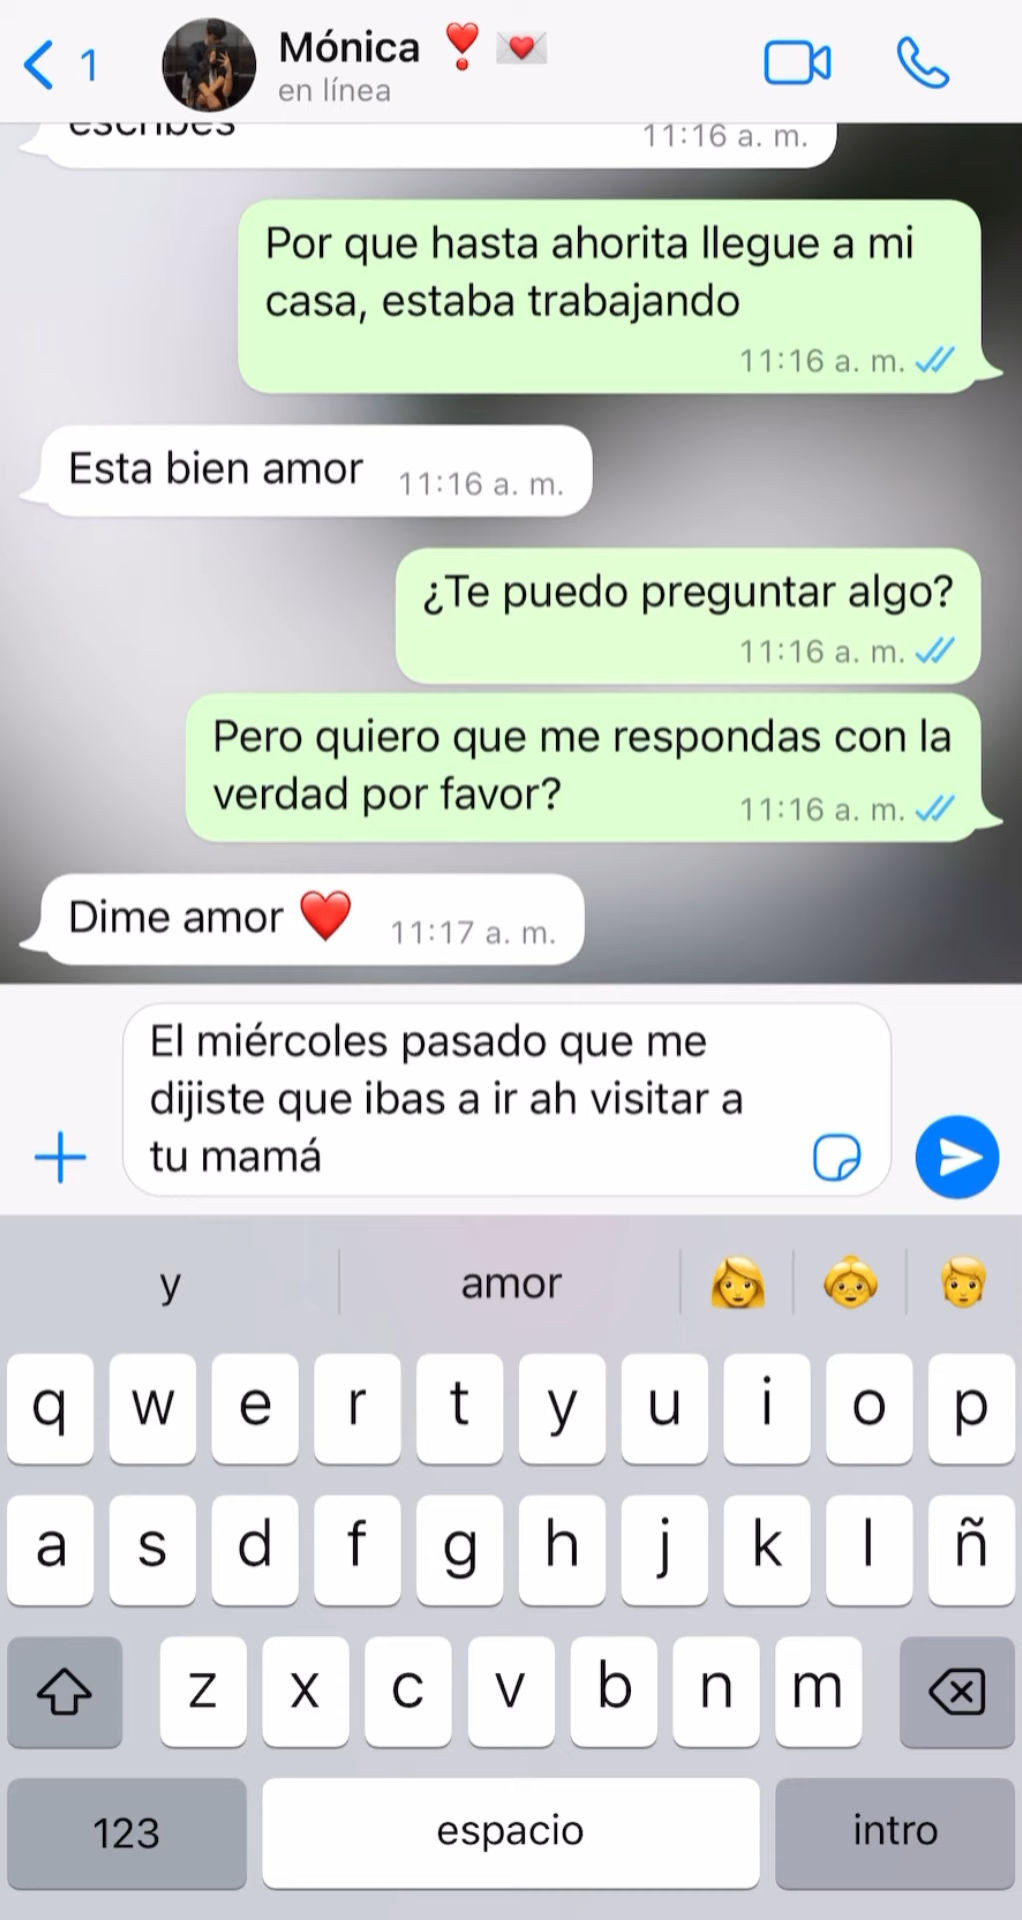 1
Mónica
en línea
escribes
11:16 a. m.
Por que hasta ahorita llegue a mi
casa, estaba trabajando
11:16 a. m.
Esta bien amor
11:16 a. m.
¿Te puedo preguntar algo?
11:16 a. m.
Pero quiero que me respondas con la
verdad por favor?
11:16 a. m.
Dime amor
11:17 a. m.
El miércoles pasado que me
dijiste que ibas a ir ah visitar a
tu mamá
y amor
q w e r t y u i o p
a s d f g h j k l ñ
z x c v b n m
123 espacio intro